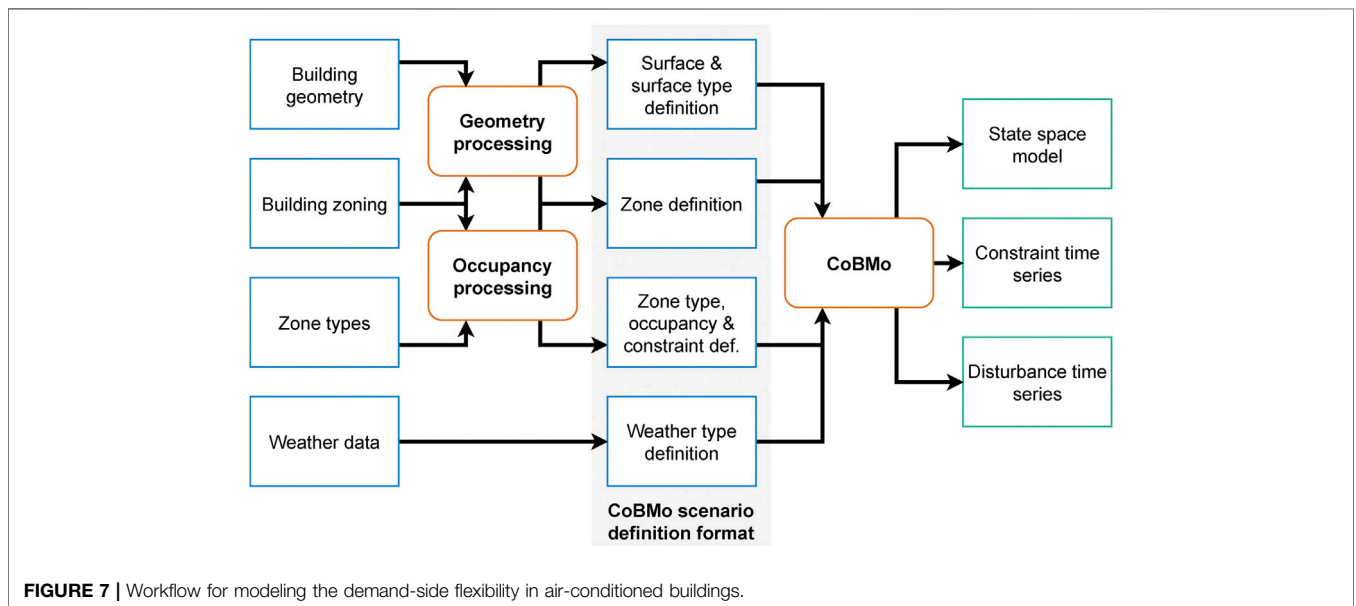 Building
geometry
Building zoning
Zone types
Weather data
Geometry
processing
Occupancy
processing
Surface &
surface type
definition
Zone definition
Zone type,
occupancy &
constraint def.
Weather type
definition
CoBMo scenario
definition format
CoBMo
State space
model
Constraint time
series
Disturbance time
series
FIGURE 7 | Workflow for modeling the demand-side flexibility in air-conditioned buildings.